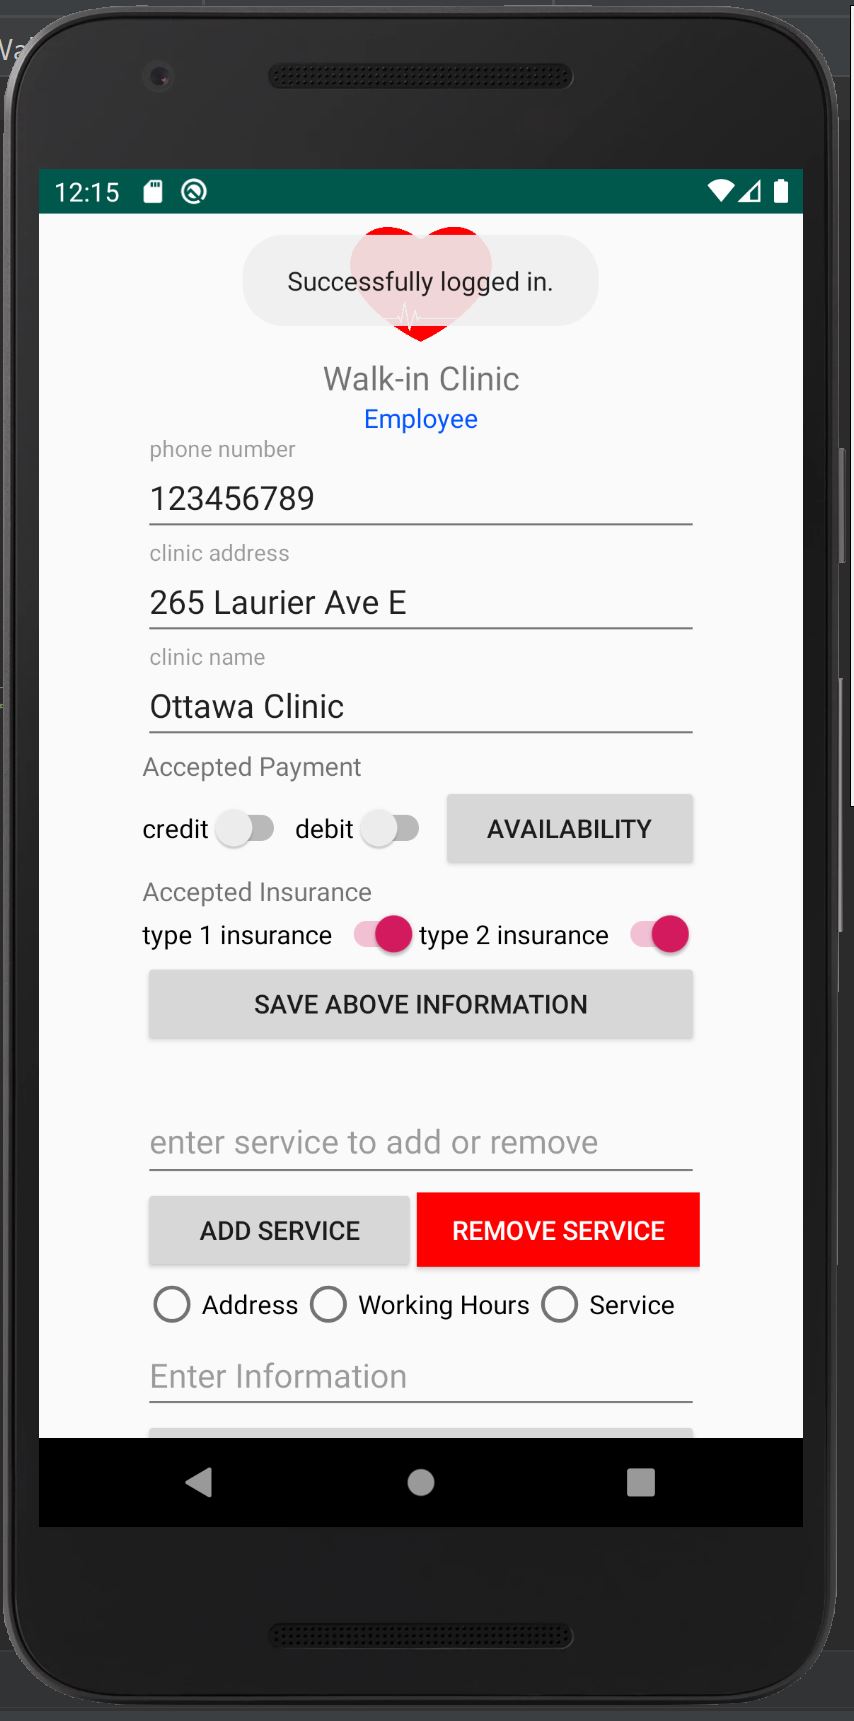 12:15
Successfully logged in.
Walk-in Clinic
Employee
phone number
123456789
clinic address
265 Laurier Ave E
clinic name
Ottawa Clinic
Accepted Payment
credit debit AVAILABILITY
Accepted Insurance
type 1 insurance type 2 insurance
SAVE ABOVE INFORMATION
enter service to add or remove
ADD SERVICE REMOVE SERVICE
Address Working Hours Service
Enter Information